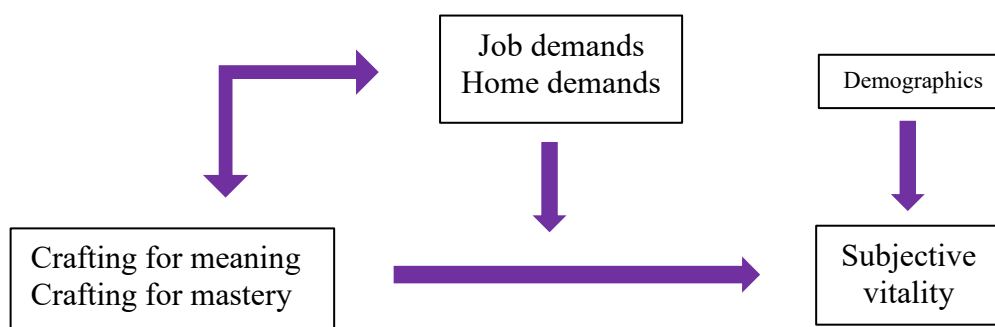 Job demands
Home demands
Demographics
Crafting for meaning
Crafting for mastery
Subjective
vitality